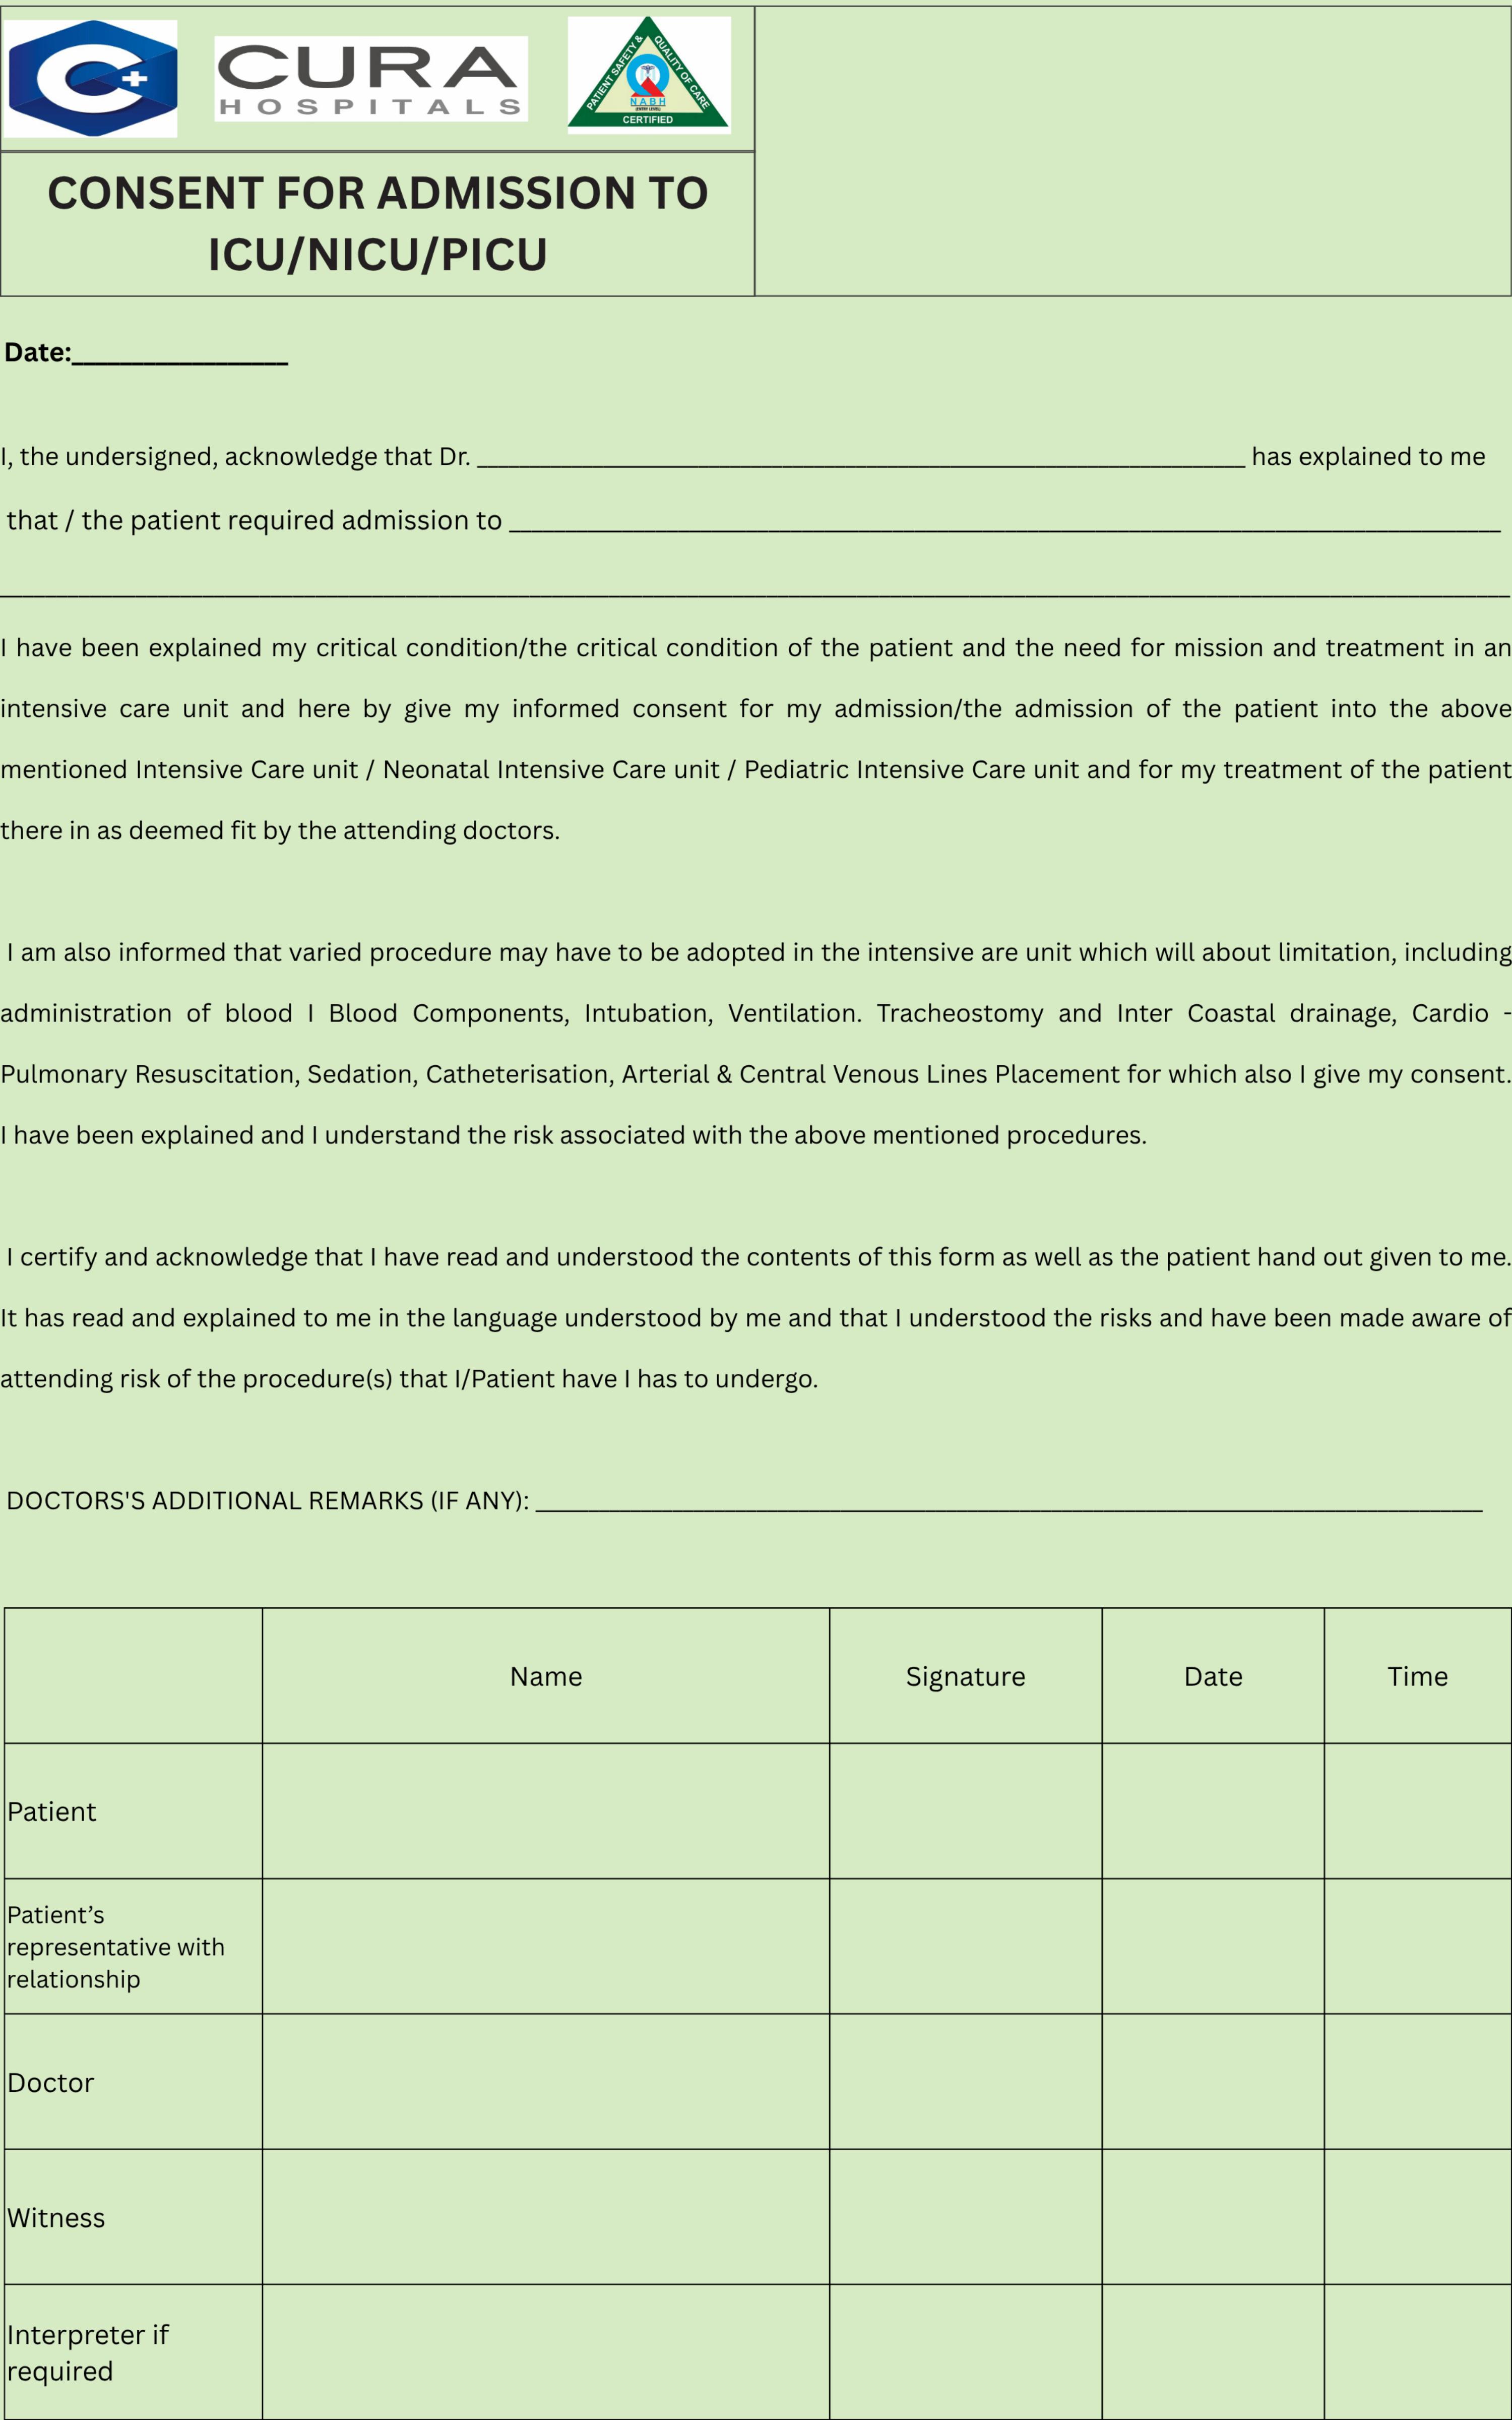 CURA
HOSPITALS
PATIENT SAFETY & QUALITY OF CARE
NABH
(ENTRY LEVEL)
CERTIFIED
CONSENT FOR ADMISSION TO
ICU/NICU/PICU
Date:________________
I, the undersigned, acknowledge that Dr. ________________ has explained to me
that / the patient required admission to ________________
________________
I have been explained my critical condition/the critical condition of the patient and the need for mission and treatment in an
intensive care unit and here by give my informed consent for my admission/the admission of the patient into the above
mentioned Intensive Care unit / Neonatal Intensive Care unit / Pediatric Intensive Care unit and for my treatment of the patient
there in as deemed fit by the attending doctors.
I am also informed that varied procedure may have to be adopted in the intensive are unit which will about limitation, including
administration of blood I Blood Components, Intubation, Ventilation. Tracheostomy and Inter Coastal drainage, Cardio -
Pulmonary Resuscitation, Sedation, Catheterisation, Arterial & Central Venous Lines Placement for which also I give my consent.
I have been explained and I understand the risk associated with the above mentioned procedures.
I certify and acknowledge that I have read and understood the contents of this form as well as the patient hand out given to me.
It has read and explained to me in the language understood by me and that I understood the risks and have been made aware of
attending risk of the procedure(s) that I/Patient have I has to undergo.
DOCTORS'S ADDITIONAL REMARKS (IF ANY): ________________
Name Signature Date Time
Patient
Patient’s
representative with
relationship
Doctor
Witness
Interpreter if
required